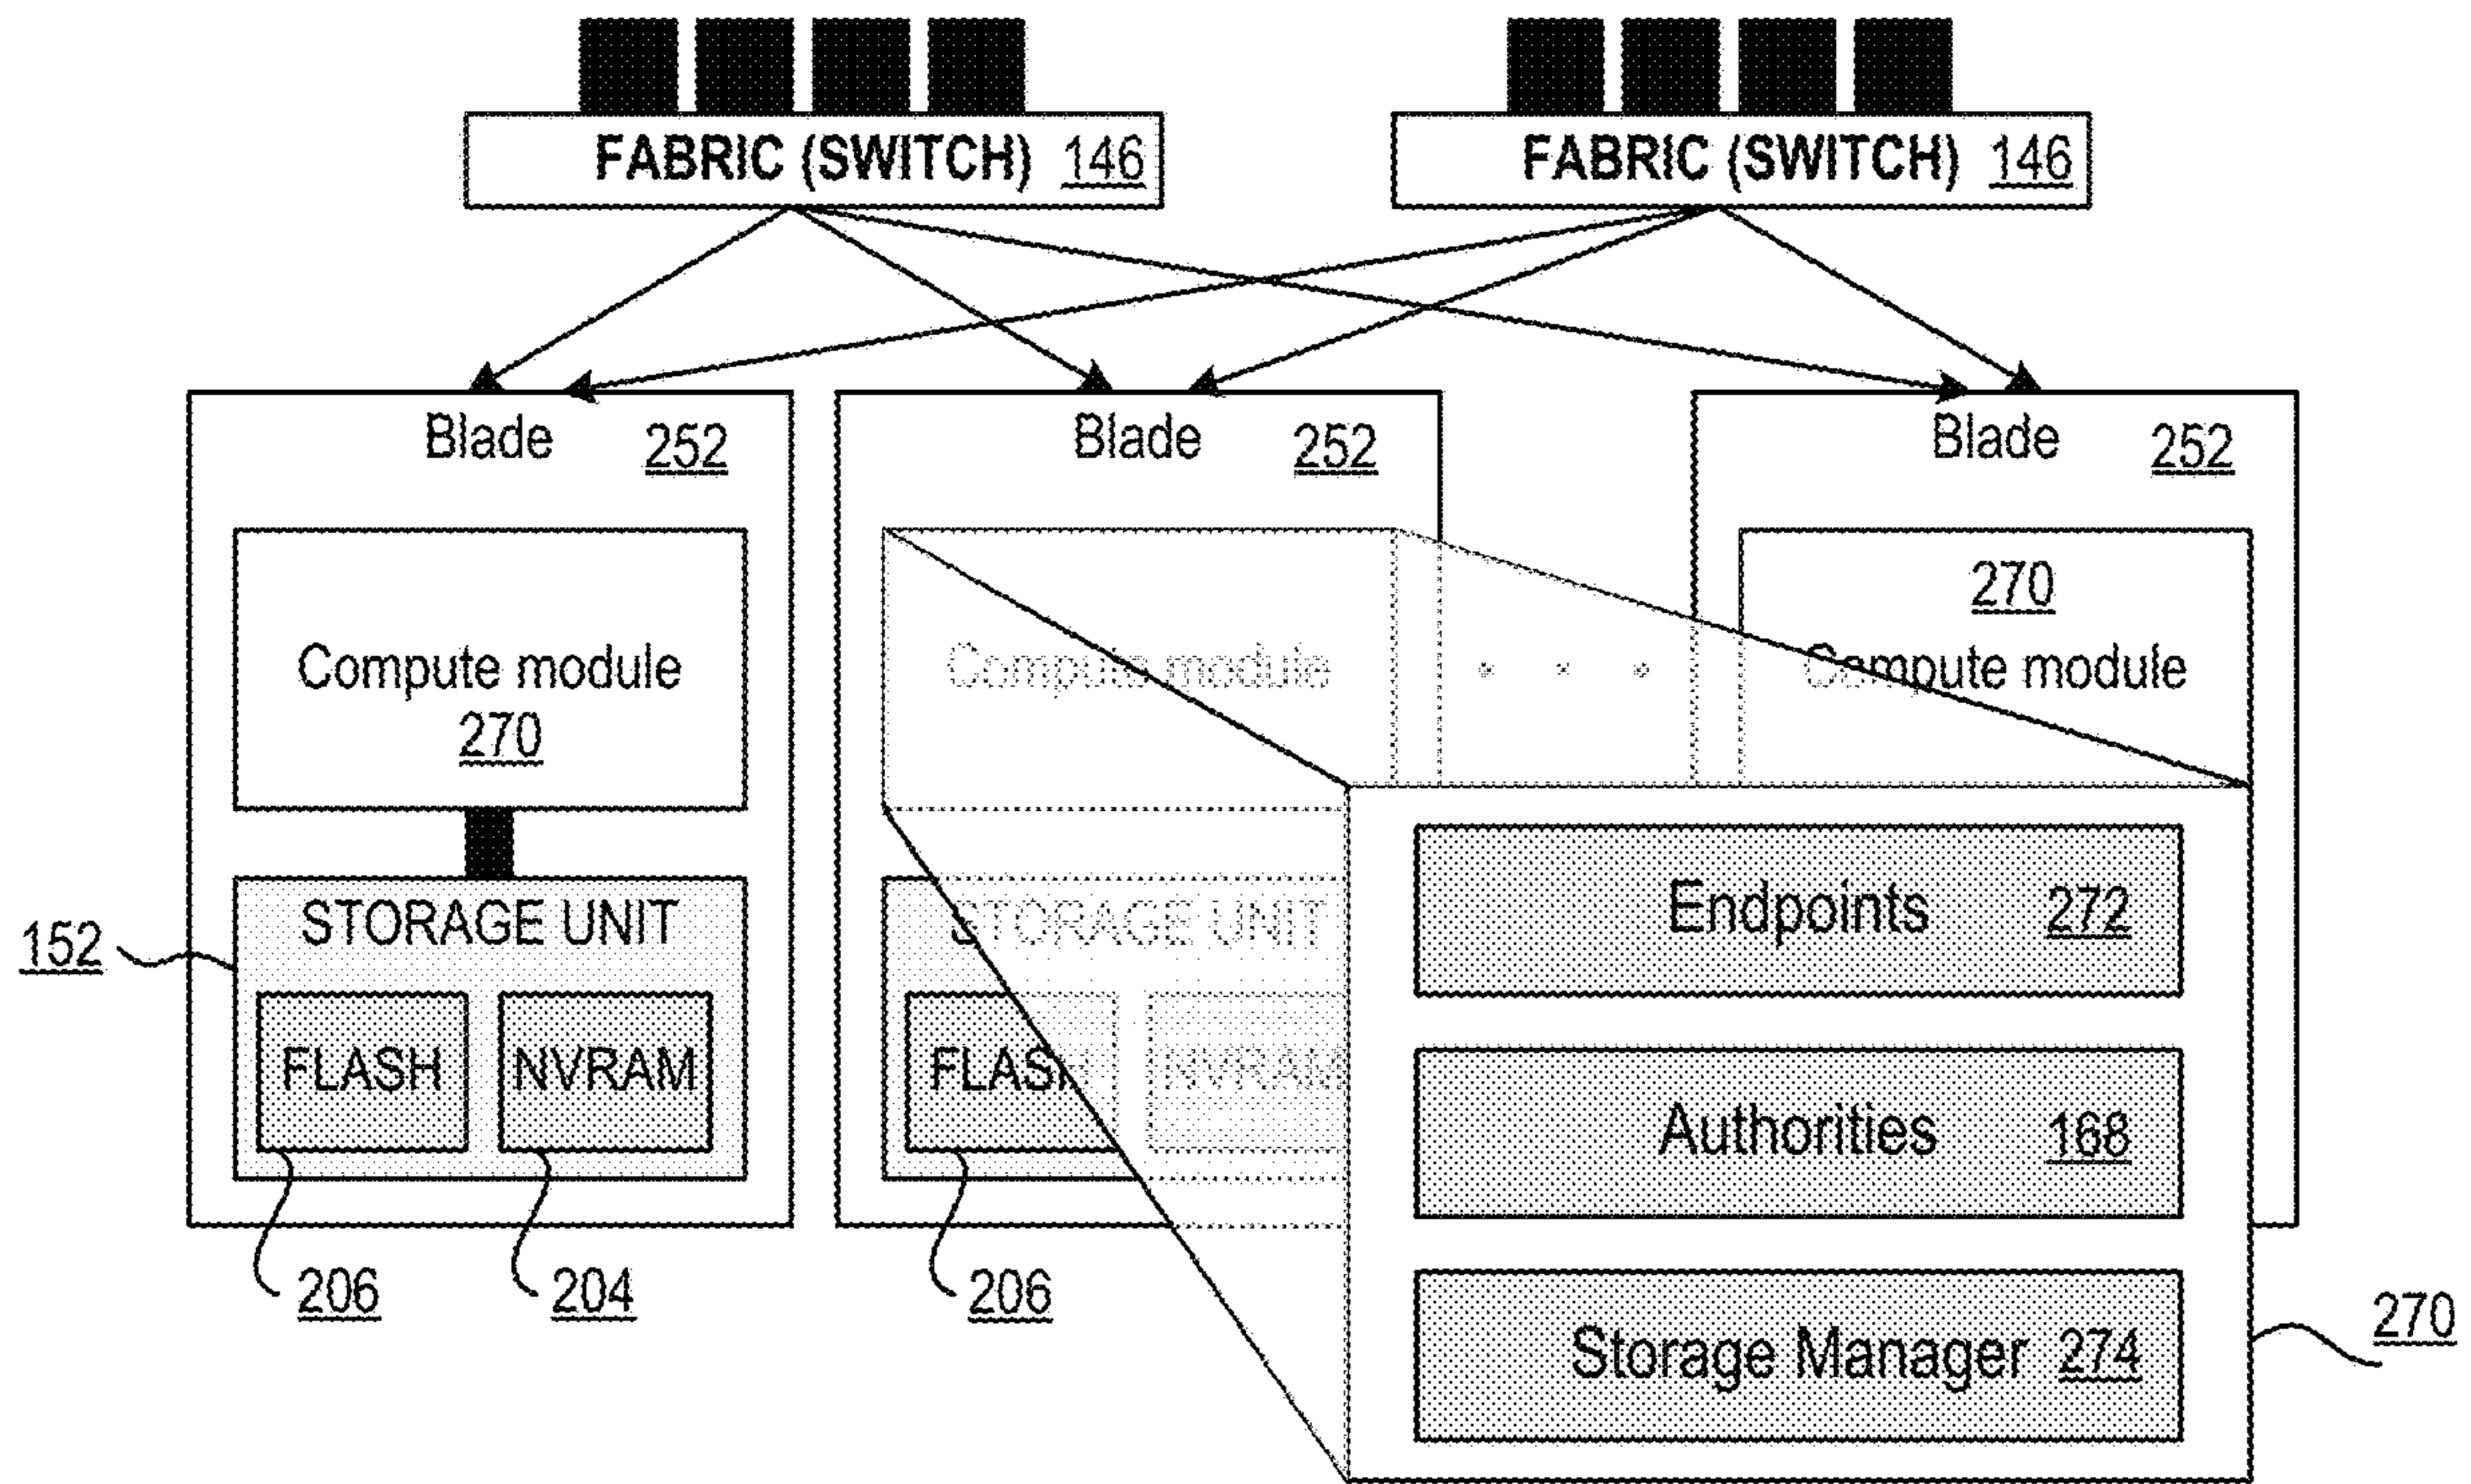 FABRIC (SWITCH) 146
FABRIC (SWITCH) 146
Blade 252
Blade 252
Blade 252
Compute module
270
Compute module
270
Compute module
152
STORAGE UNIT
FLASH
NVRAM
206
204
STORAGE UNIT
FLASH
NVRAM
206
Endpoints 272
Authorities 168
Storage Manager 274
270